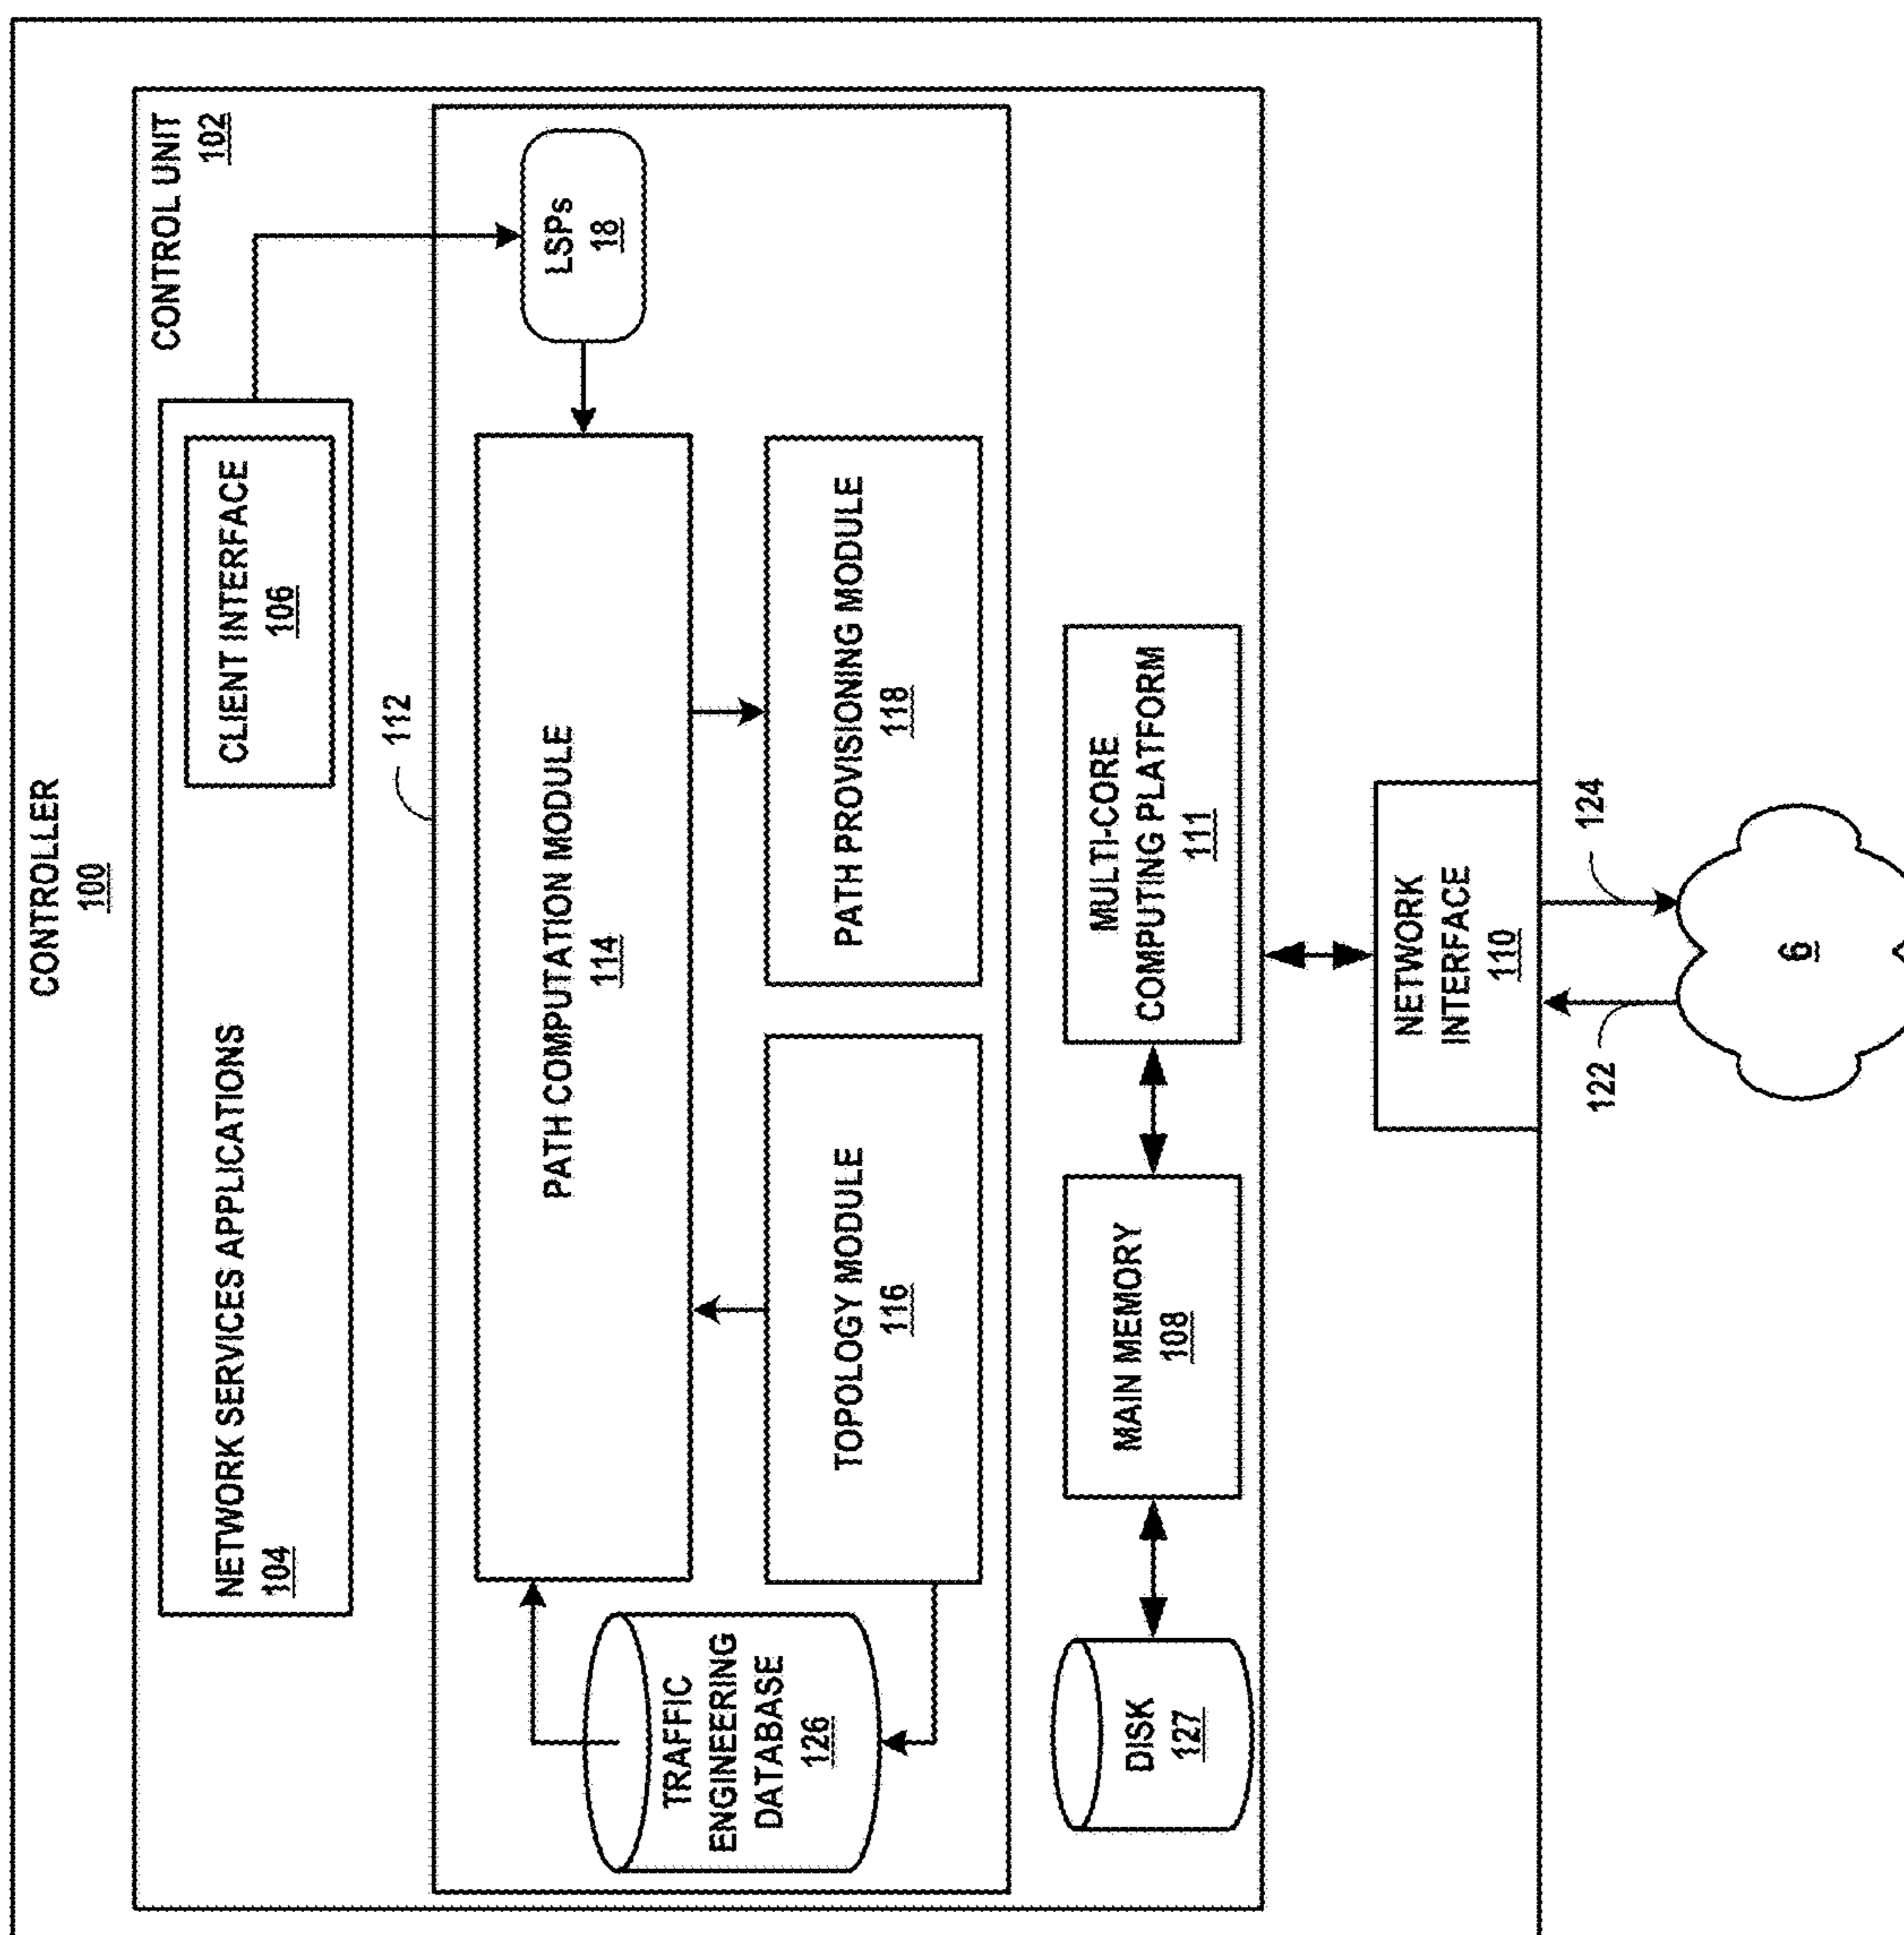 CONTROLLER
100
CONTROL UNIT
102
NETWORK SERVICES APPLICATIONS
104
CLIENT INTERFACE
106
112
LSPs
18
PATH COMPUTATION MODULE
114
TRAFFIC
ENGINEERING
DATABASE
126
TOPOLOGY MODULE
116
PATH PROVISIONING MODULE
118
DISK
127
MAIN MEMORY
108
MULTI-CORE
COMPUTING PLATFORM
111
NETWORK
INTERFACE
110
122
124
6